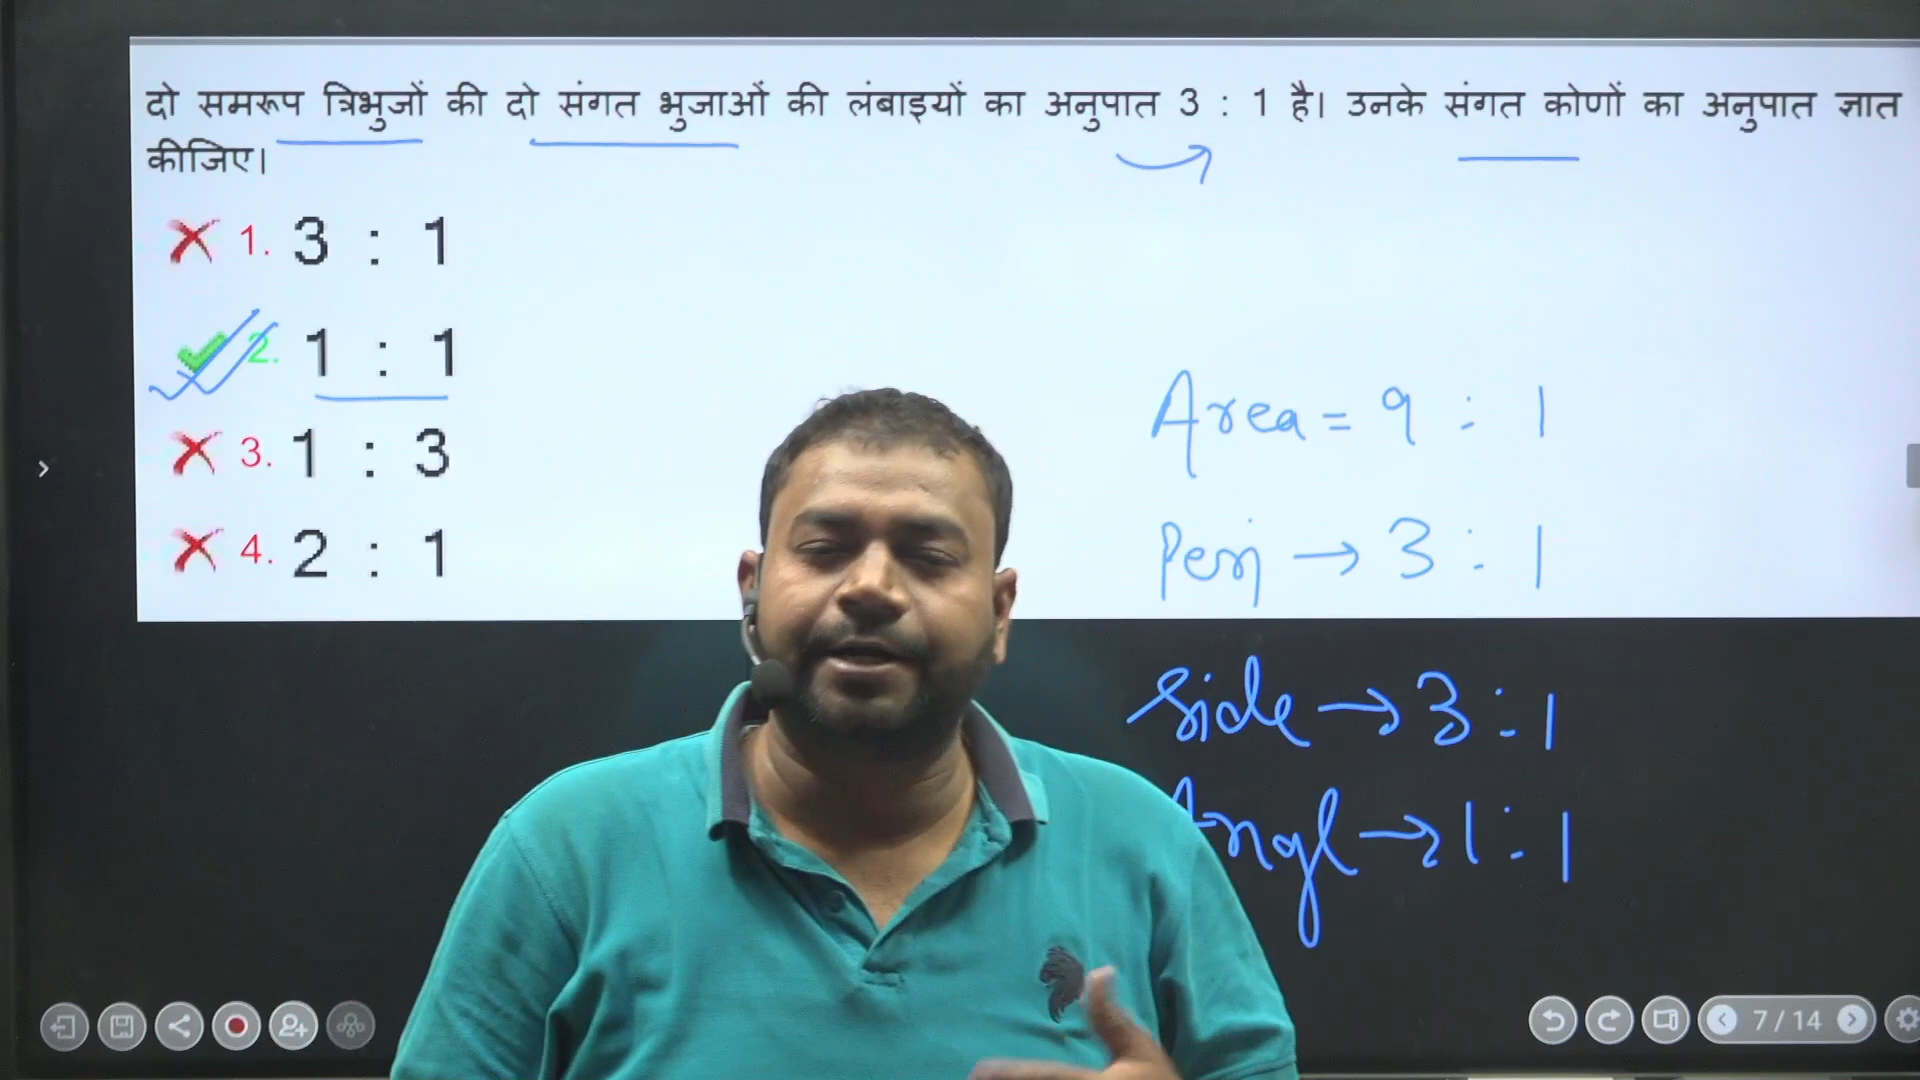 दो समरूप त्रिभुजों की दो संगत भुजाओं की लंबाइयों का अनुपात 3 : 1 है। उनके संगत कोणों का अनुपात ज्ञात
कीजिए।
1. 3 : 1
2. 1 : 1
3. 1 : 3
4. 2 : 1
Area = 9 : 1
Peri → 3 : 1
Side → 3 : 1
Angl → 1 : 1
7 / 14